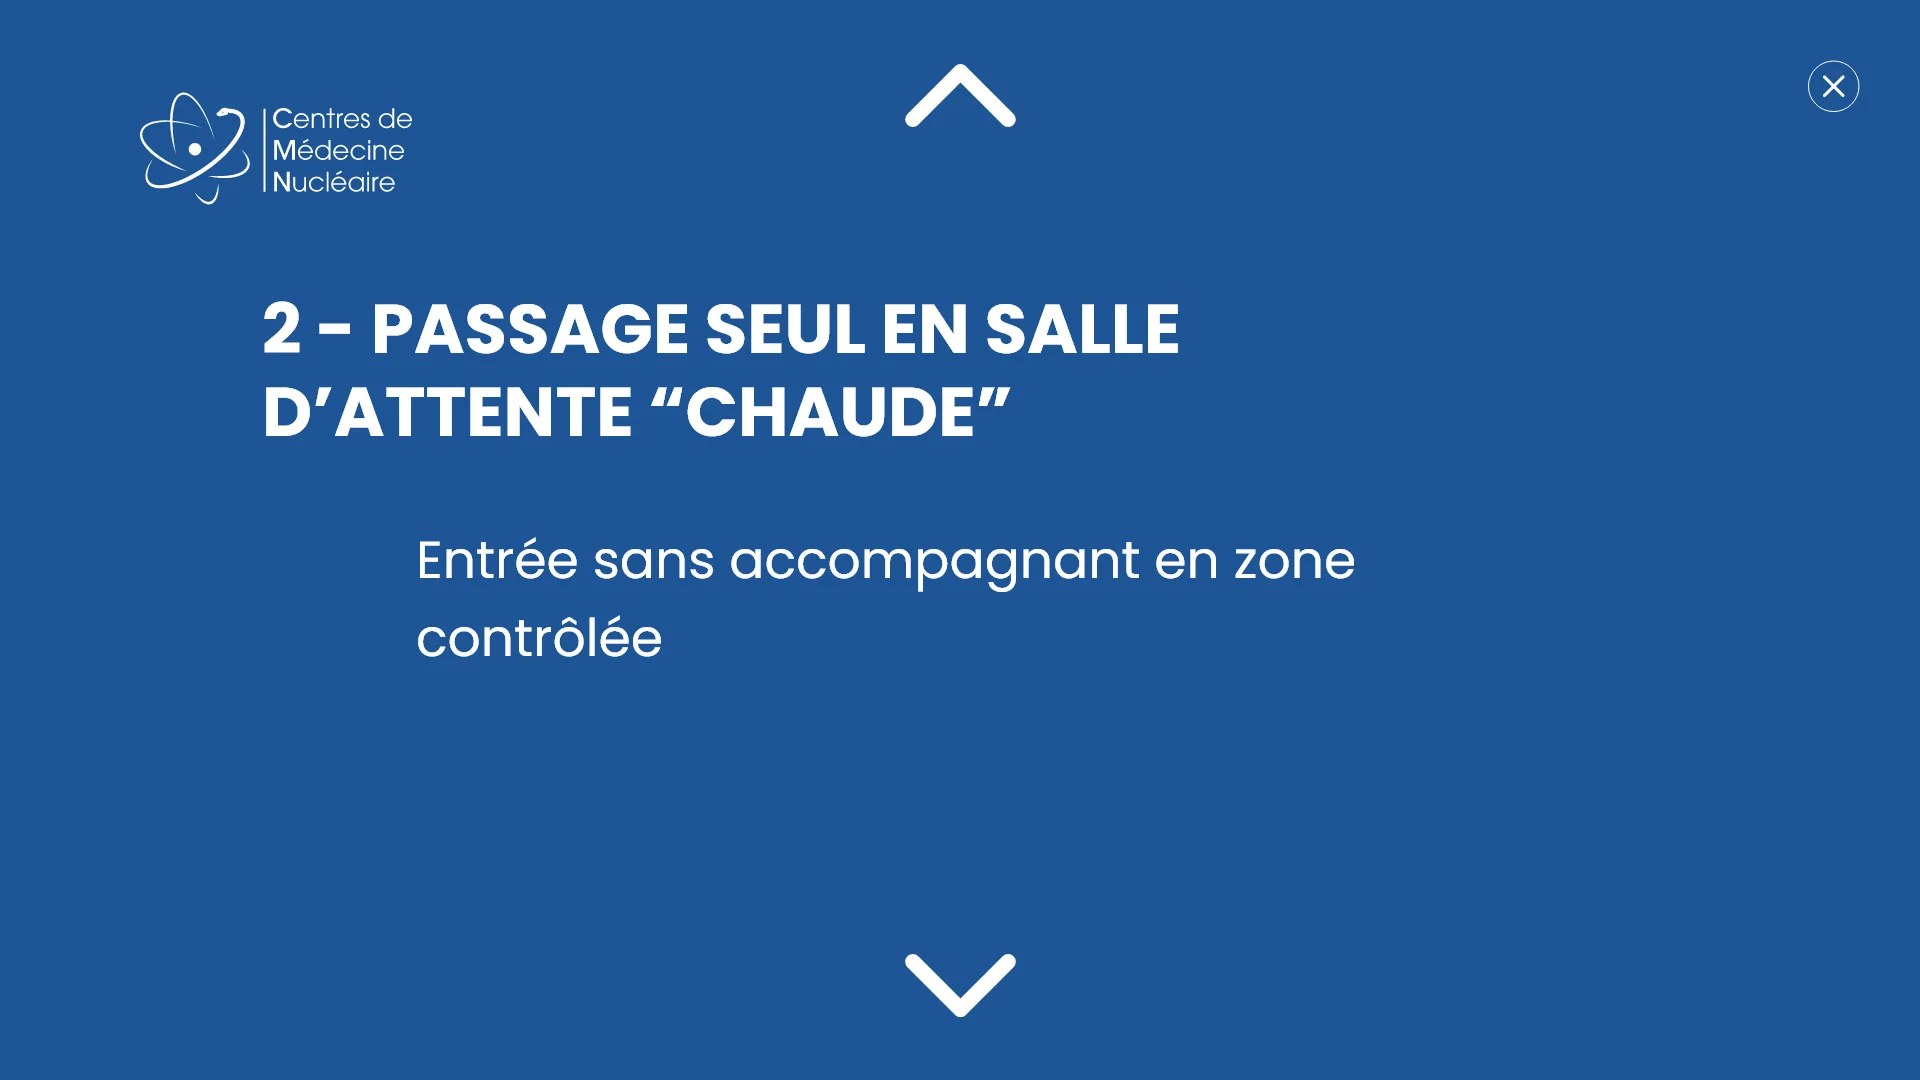 Centres de
Médecine
Nucléaire
2 - PASSAGE SEUL EN SALLE
D’ATTENTE “CHAUDE”
Entrée sans accompagnant en zone
contrôlée